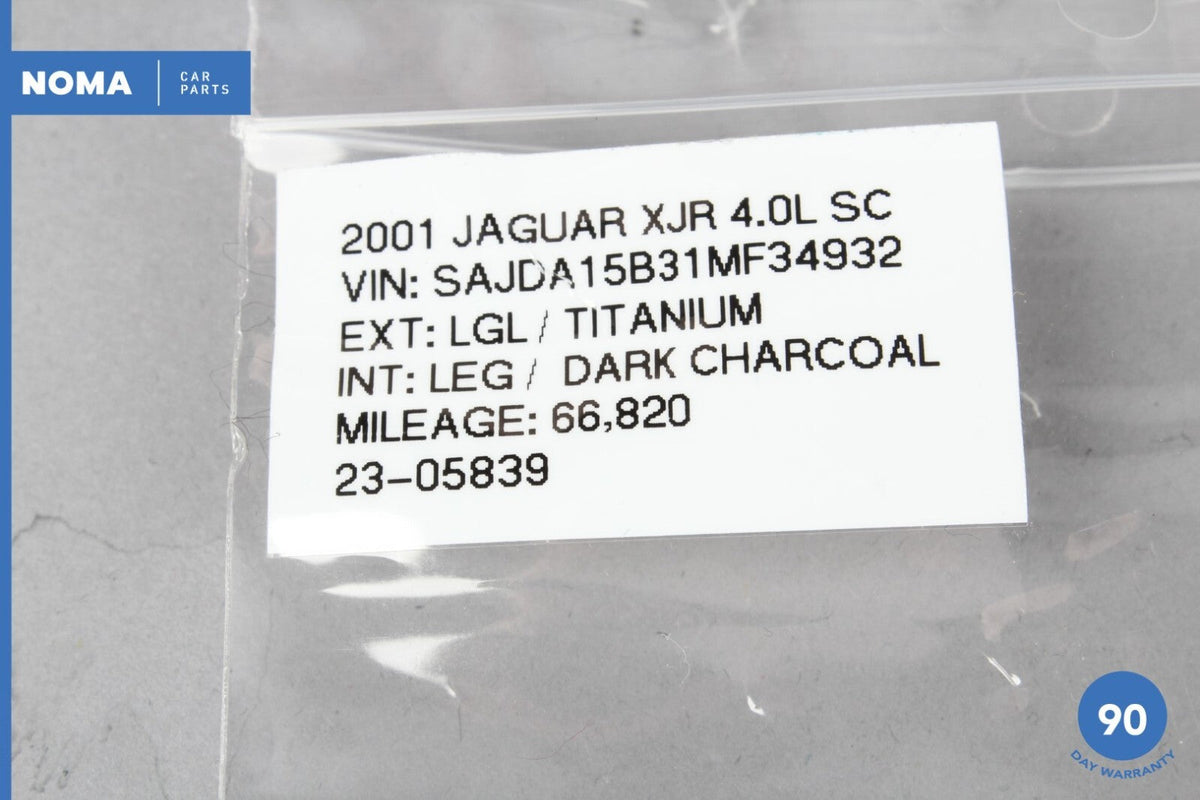 NOMA
CAR
PARTS
2001 JAGUAR XJR 4.0L SC
VIN: SAJDA15B31MF34932
EXT: LGL / TITANIUM
INT: LEG / DARK CHARCOAL
MILEAGE: 66,820
23-05839
90
DAY WARRANTY